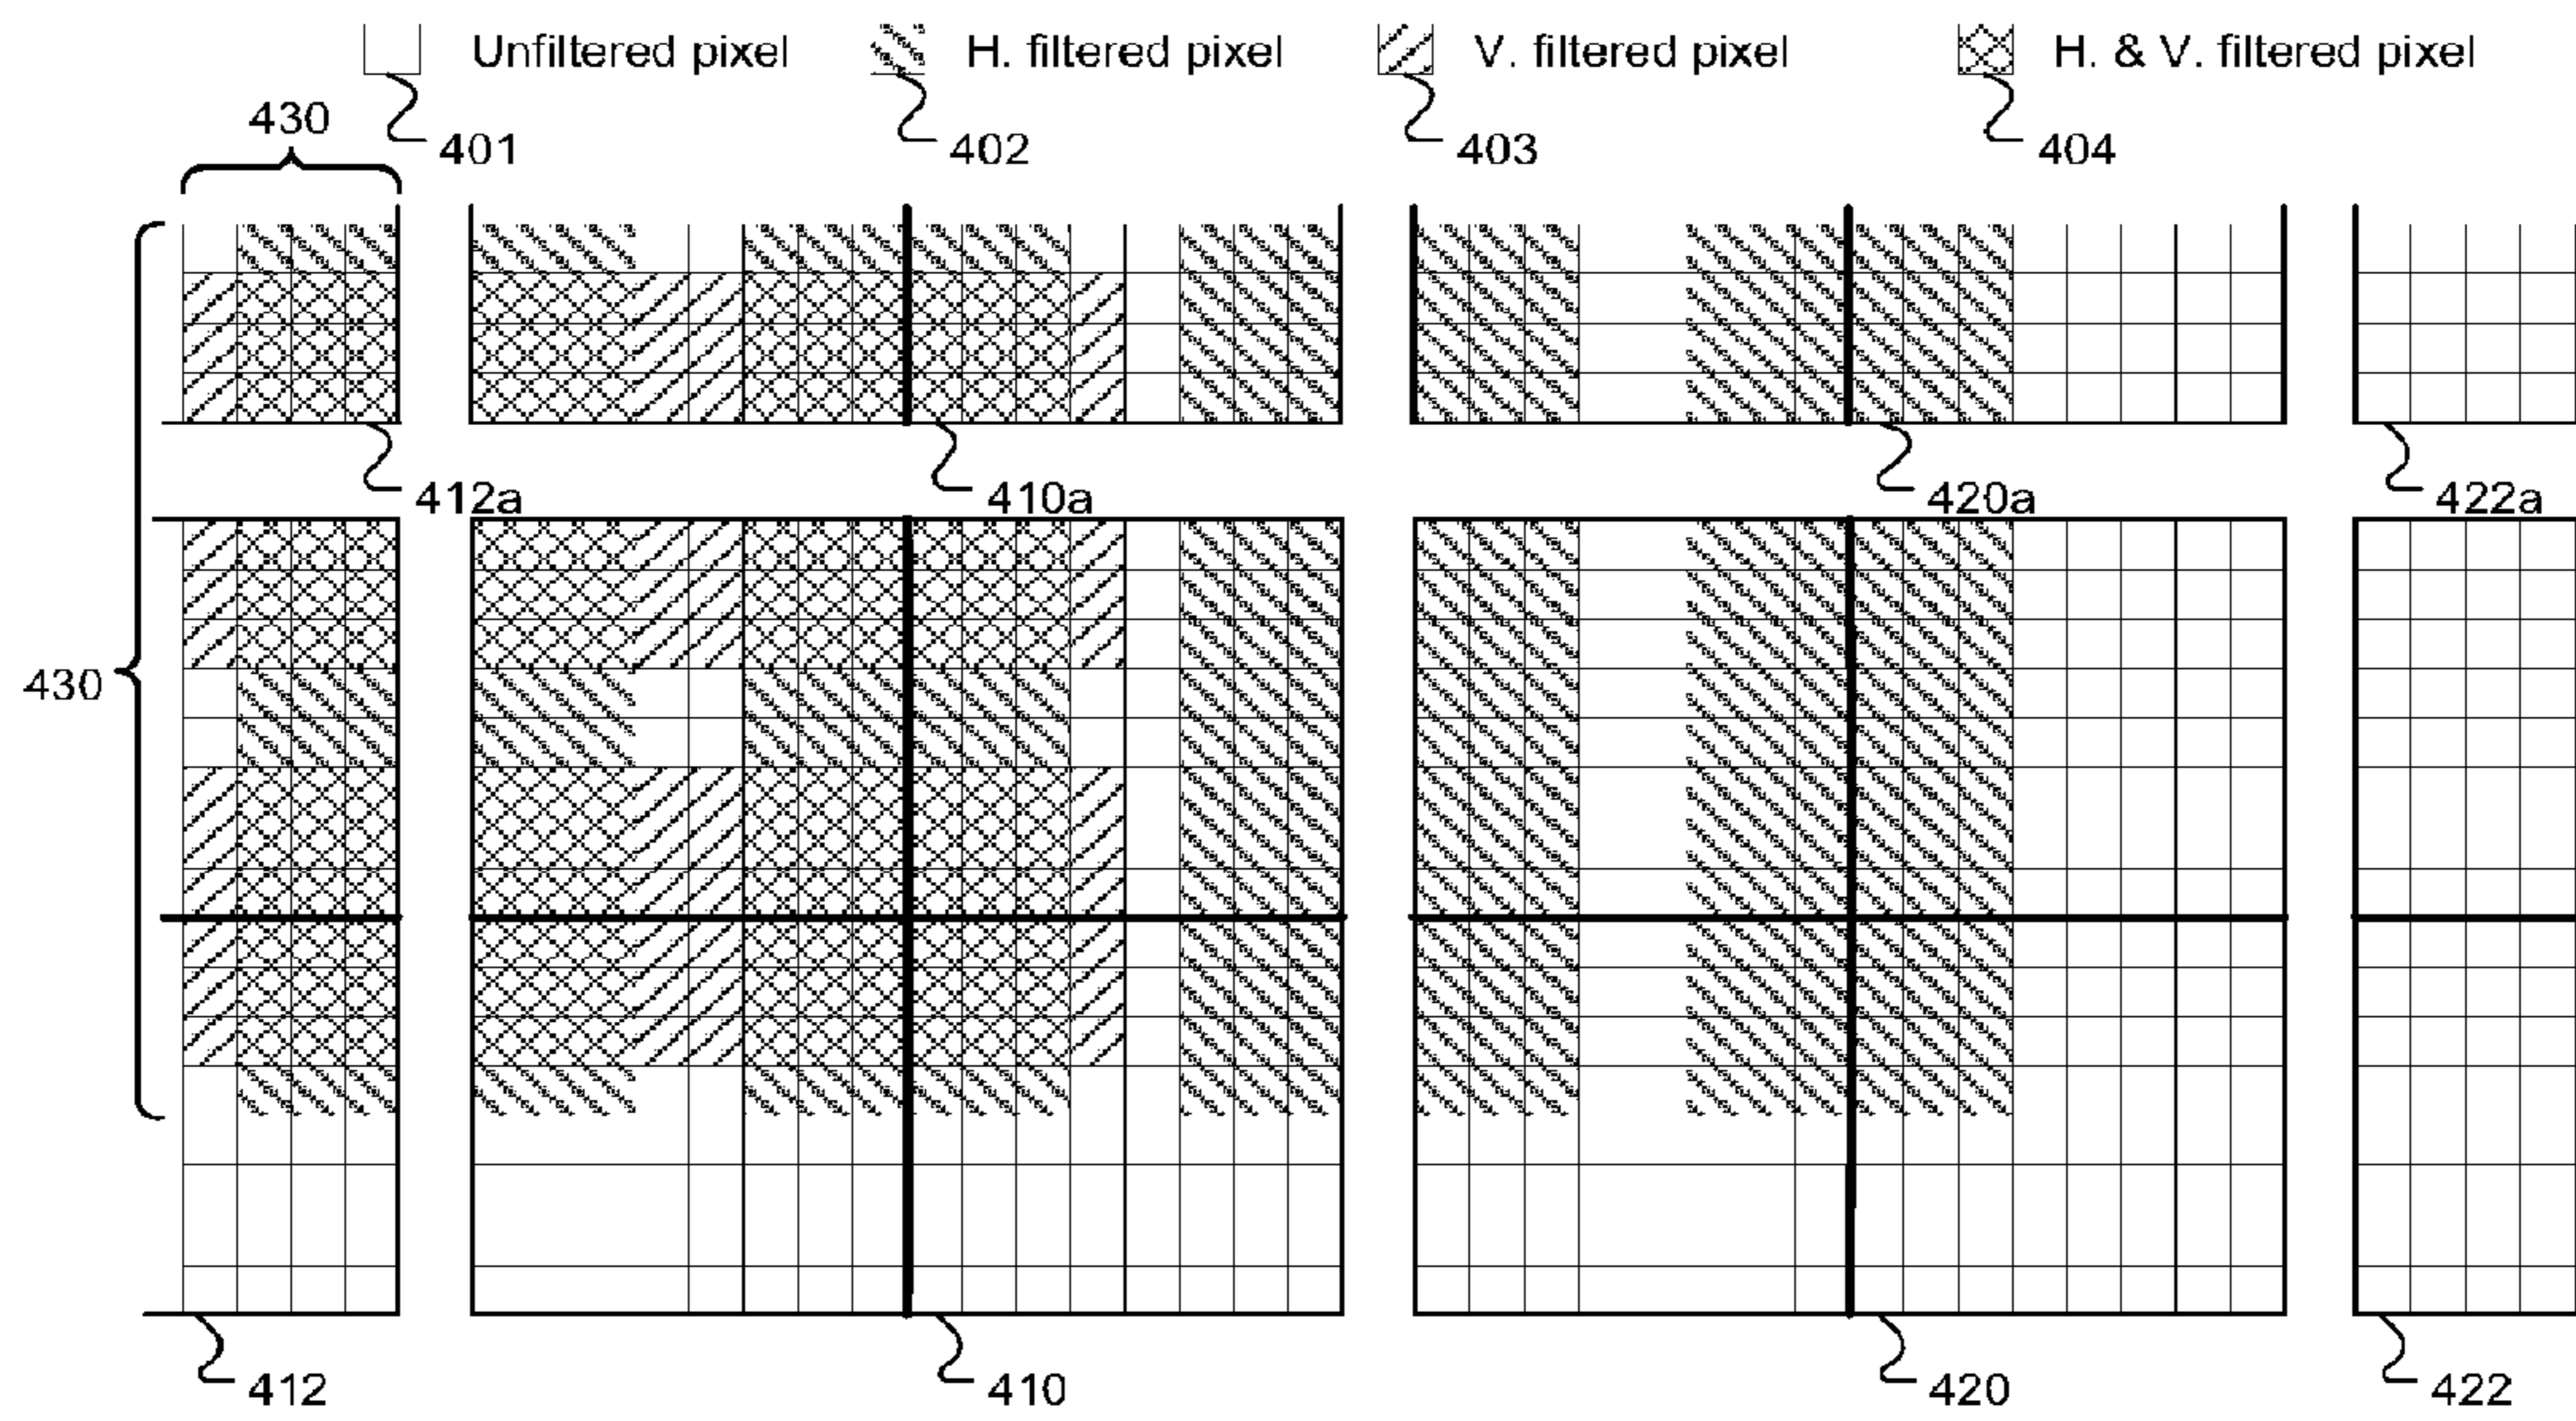 Unfiltered pixel H. filtered pixel V. filtered pixel H. & V. filtered pixel
430
401 402 403 404
412a 410a 420a 422a
430
412 410 420 422